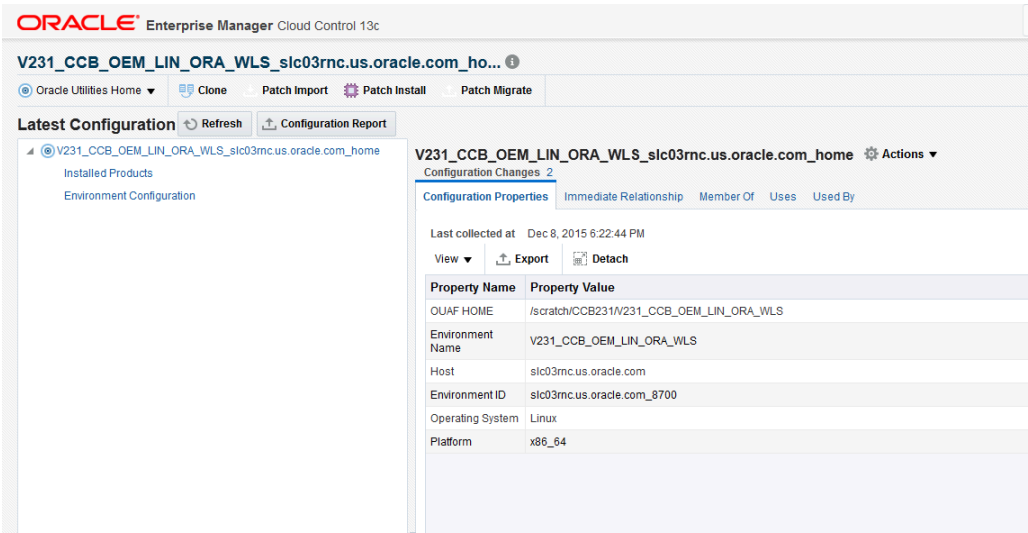 ORACLE Enterprise Manager Cloud Control 13c
V231_CCB_OEM_LIN_ORA_WLS_slc03rnc.us.oracle.com_ho...
Oracle Utilities Home Clone Patch Import Patch Install Patch Migrate
Latest Configuration Refresh Configuration Report
V231_CCB_OEM_LIN_ORA_WLS_slc03rnc.us.oracle.com_home
Installed Products
Environment Configuration
V231_CCB_OEM_LIN_ORA_WLS_slc03rnc.us.oracle.com_home Actions
Configuration Changes 2
Configuration Properties Immediate Relationship Member Of Uses Used By
Last collected at Dec 8, 2015 6:22:44 PM
View Export Detach
Property Name Property Value
OUAF HOME /scratch/CCB231/V231_CCB_OEM_LIN_ORA_WLS
Environment
Name V231_CCB_OEM_LIN_ORA_WLS
Host slc03rnc.us.oracle.com
Environment ID slc03rnc.us.oracle.com_8700
Operating System Linux
Platform x86_64